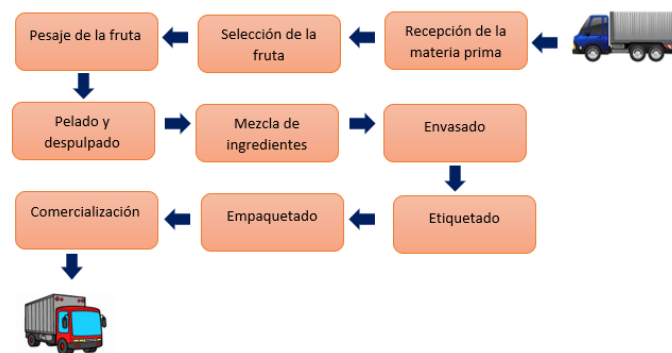 Pesaje de la fruta
Selección de la
fruta
Recepción de la
materia prima
Pelado y
despulpado
Mezcla de
ingredientes
Envasado
Comercialización
Empaquetado
Etiquetado